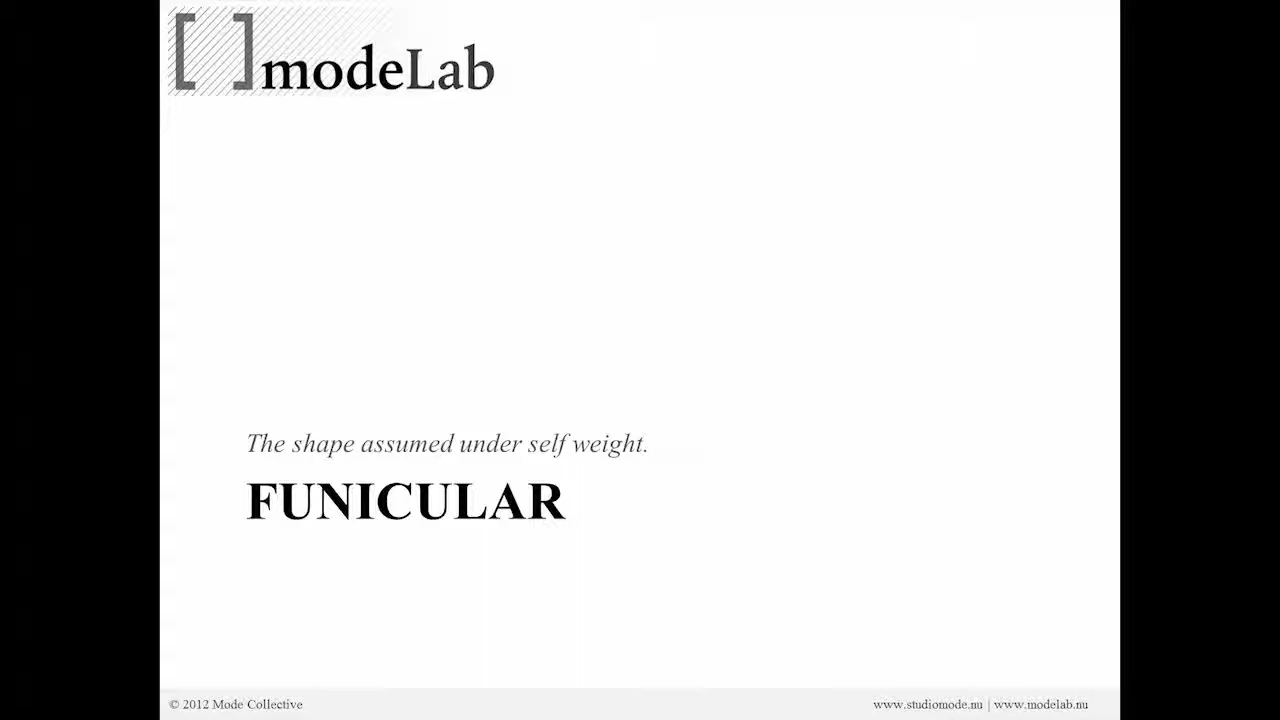 [ ] modeLab
The shape assumed under self weight.
FUNICULAR
© 2012 Mode Collective
www.studiomode.nu | www.modelab.nu